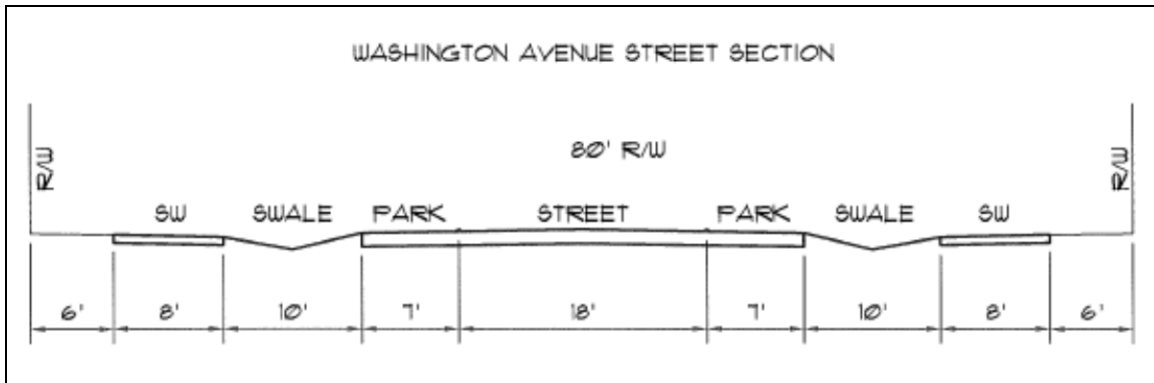 WASHINGTON AVENUE STREET SECTION
80' R/W
R/W
R/W
SW SWALE PARK STREET PARK SWALE SW
6' 8' 10' 7' 18' 7' 10' 8' 6'